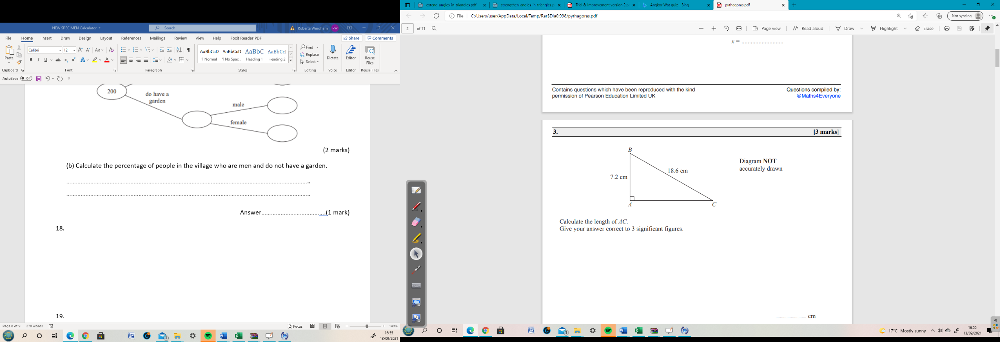 NEW SPECIMEN Calculator
Search
Roberta Windham
RW
File Home Insert Draw Design Layout References Mailings Review View Help Foxit Reader PDF
Share
Comments
Calibri
12
Paste
AaBbCcD AaBbCcD AaBbC AaBbCcI
¶ Normal ¶ No Spac... Heading 1 Heading 2
Find
Replace
Select
Dictate
Editor
Reuse
Files
Clipboard Font Paragraph Styles Editing Voice Editor Reuse Files
AutoSave Off
200
do have a
garden
male
female
(2 marks)
(b) Calculate the percentage of people in the village who are men and do not have a garden.
Answer.......................................(1 mark)
18.
19.
Page 8 of 9 270 words
Focus
140%
16:55
13/09/2021
extend-angles-in-triangles.pdf
strengthen-angles-in-triangles.p
Trial & Improvement version 2.p
Angkor Wat quiz - Bing
pythagoras.pdf
File C:/Users/user/AppData/Local/Temp/Rar$DIa0.998/pythagoras.pdf
Not syncing
2 of 11
Page view
Read aloud
Draw
Highlight
Erase
x = ............................
Contains questions which have been reproduced with the kind
permission of Pearson Education Limited UK
Questions compiled by:
@Maths4Everyone
3. [3 marks]
B
Diagram NOT
accurately drawn
18.6 cm
7.2 cm
A
C
Calculate the length of AC.
Give your answer correct to 3 significant figures.
.......................... cm
17°C Mostly sunny
16:55
13/09/2021